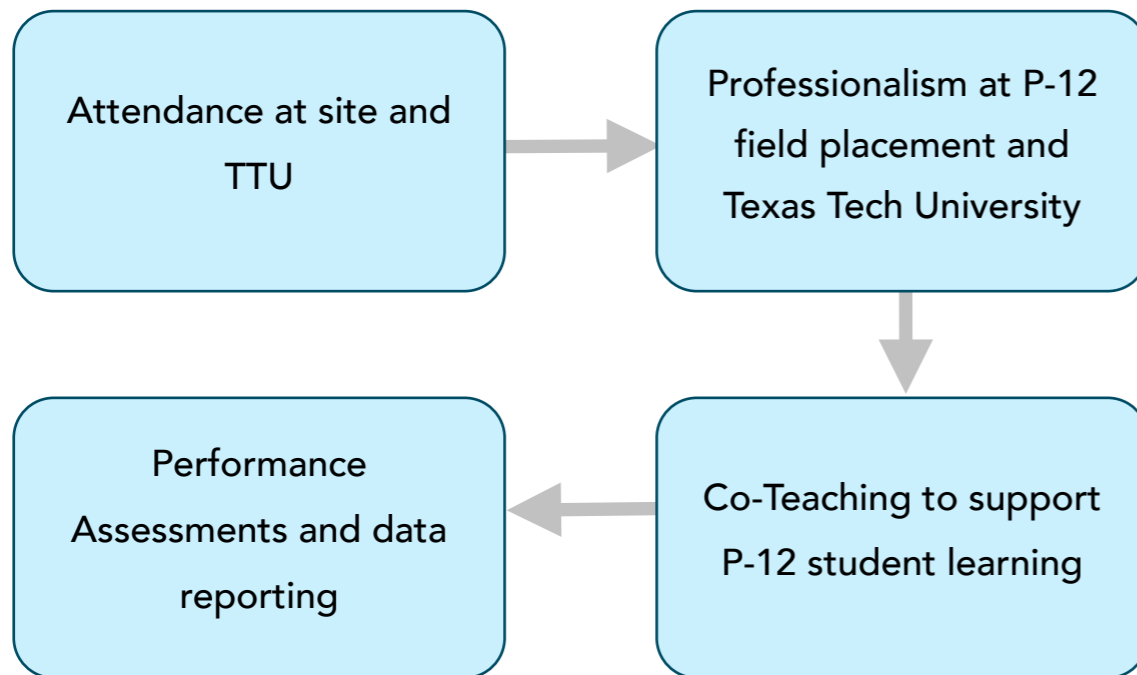 Attendance at site and
TTU
Professionalism at P-12
field placement and
Texas Tech University
Co-Teaching to support
P-12 student learning
Performance
Assessments and data
reporting